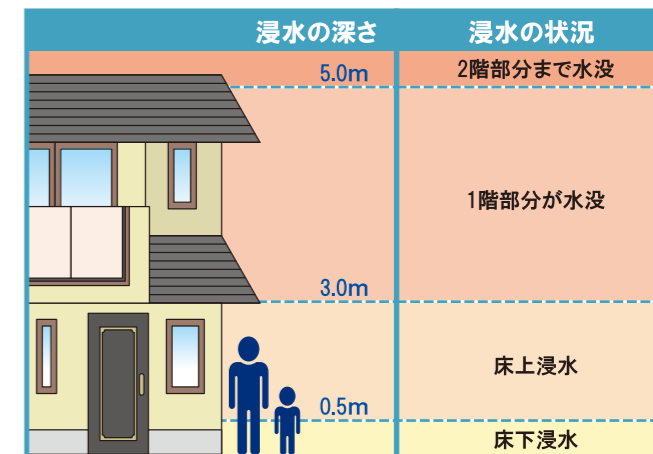 浸水の深さ
浸水の状況
5.0m
2階部分まで水没
1階部分が水没
3.0m
床上浸水
0.5m
床下浸水